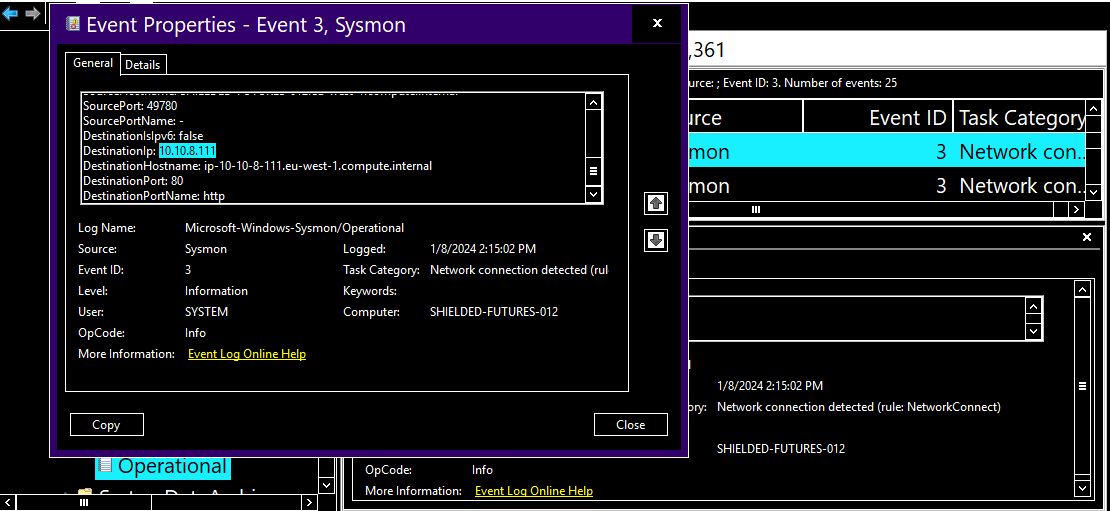 Event Properties - Event 3, Sysmon
General
Details
SourcePort: 49780
SourcePortName: -
DestinationIsIpv6: false
DestinationIp: 10.10.8.111
DestinationHostname: ip-10-10-8-111.eu-west-1.compute.internal
DestinationPort: 80
DestinationPortName: http
Log Name: Microsoft-Windows-Sysmon/Operational
Source: Sysmon Logged: 1/8/2024 2:15:02 PM
Event ID: 3 Task Category: Network connection detected (rul
Level: Information Keywords:
User: SYSTEM Computer: SHIELDED-FUTURES-012
OpCode: Info
More Information: Event Log Online Help
Copy
Close
,361
urce: ; Event ID: 3. Number of events: 25
urce Event ID Task Category
mon 3 Network con...
mon 3 Network con...
1/8/2024 2:15:02 PM
ory: Network connection detected (rule: NetworkConnect)
SHIELDED-FUTURES-012
OpCode: Info
More Information: Event Log Online Help
Operational